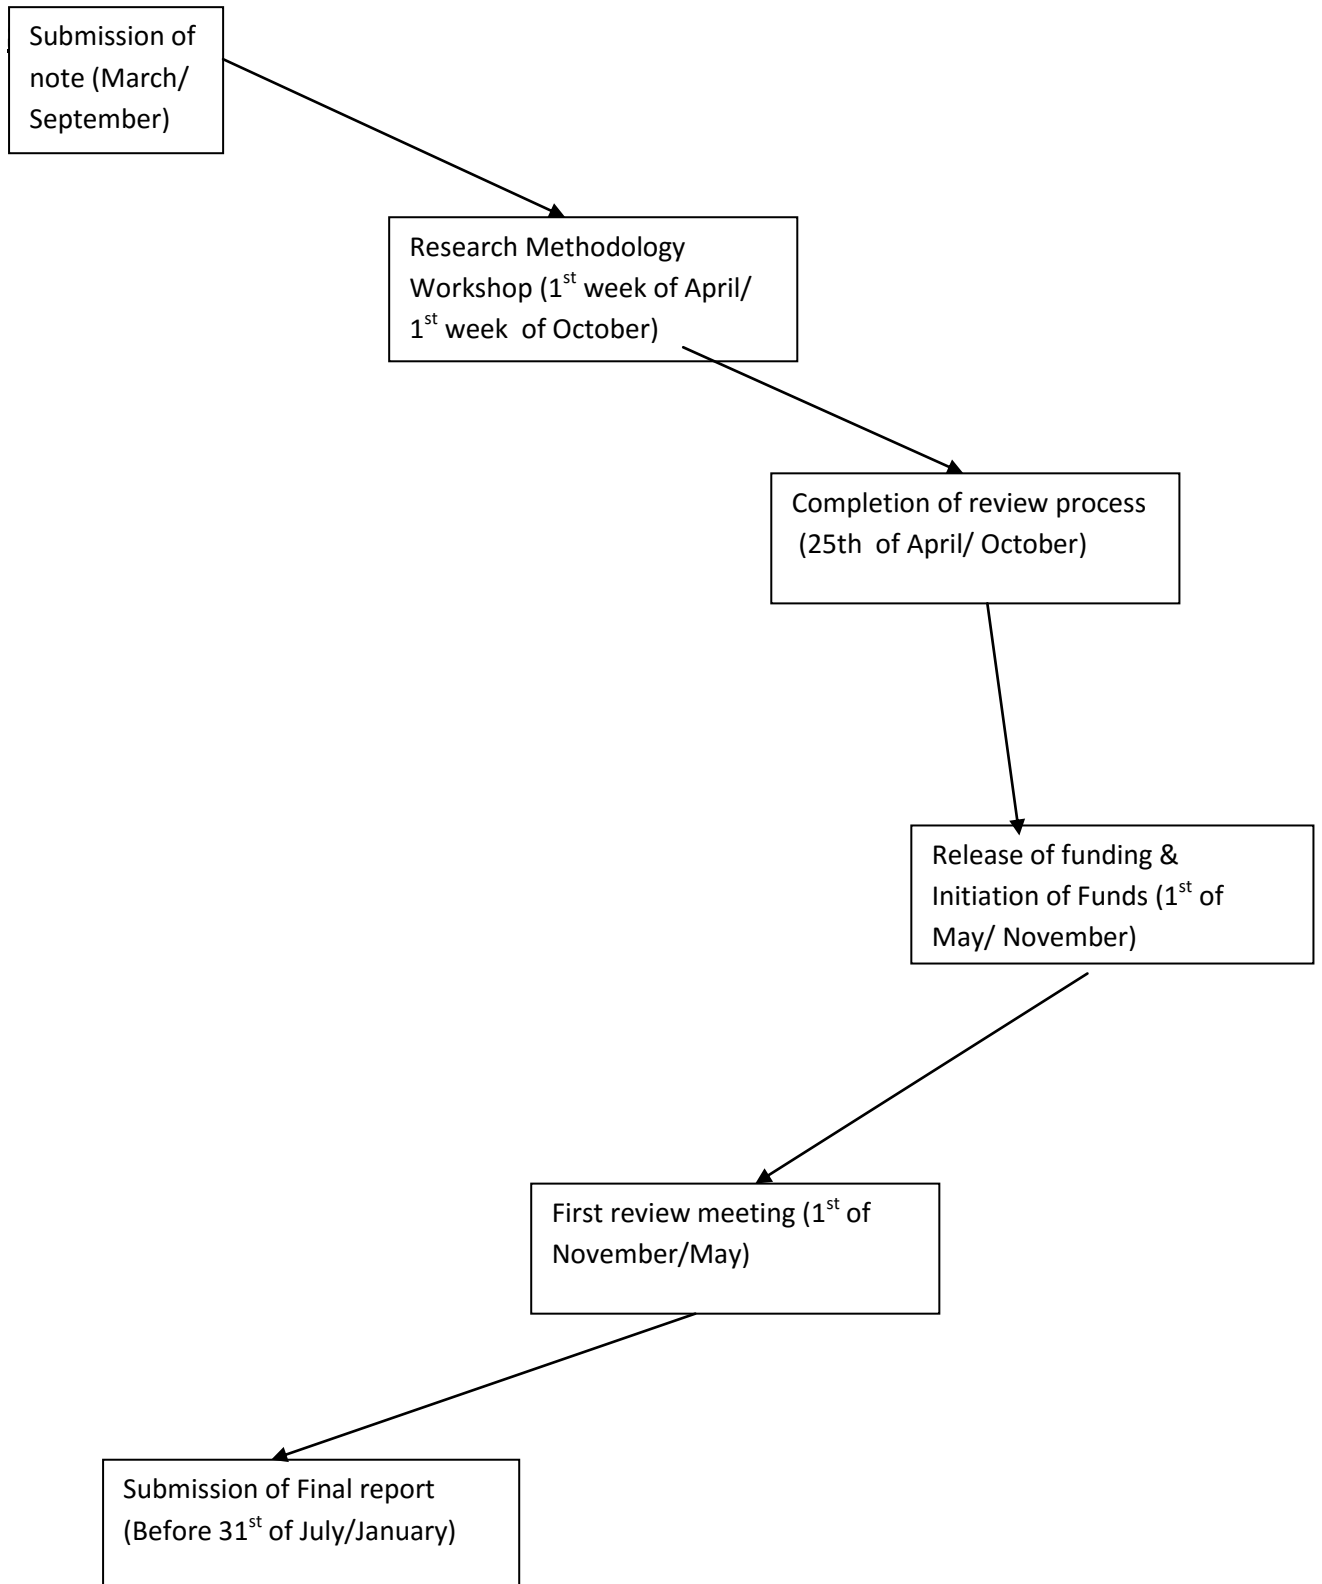 Submission of
note (March/
September)
Research Methodology
Workshop (1st week of April/
1st week  of October)
Completion of review process
(25th  of April/ October)
Release of funding &
Initiation of Funds (1st of
May/ November)
First review meeting (1st of
November/May)
Submission of Final report
(Before 31st of July/January)